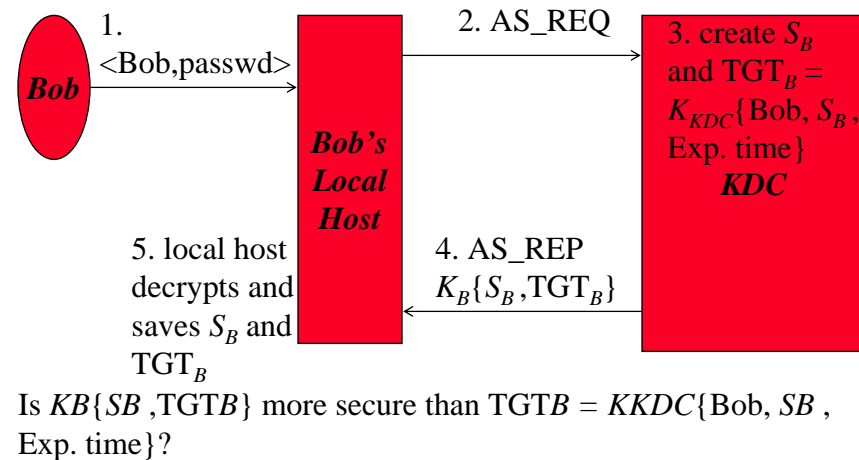 1.
<Bob,passwd>
Bob
2. AS_REQ
3. create S_B
and TGT_B =
K_KDC{Bob, S_B ,
Exp. time}
KDC
Bob's
Local
Host
5. local host
decrypts and
saves S_B and
TGT_B
4. AS_REP
K_B{S_B ,TGT_B}
Is KB{SB ,TGTB} more secure than TGTB = KKDC{Bob, SB ,
Exp. time}?